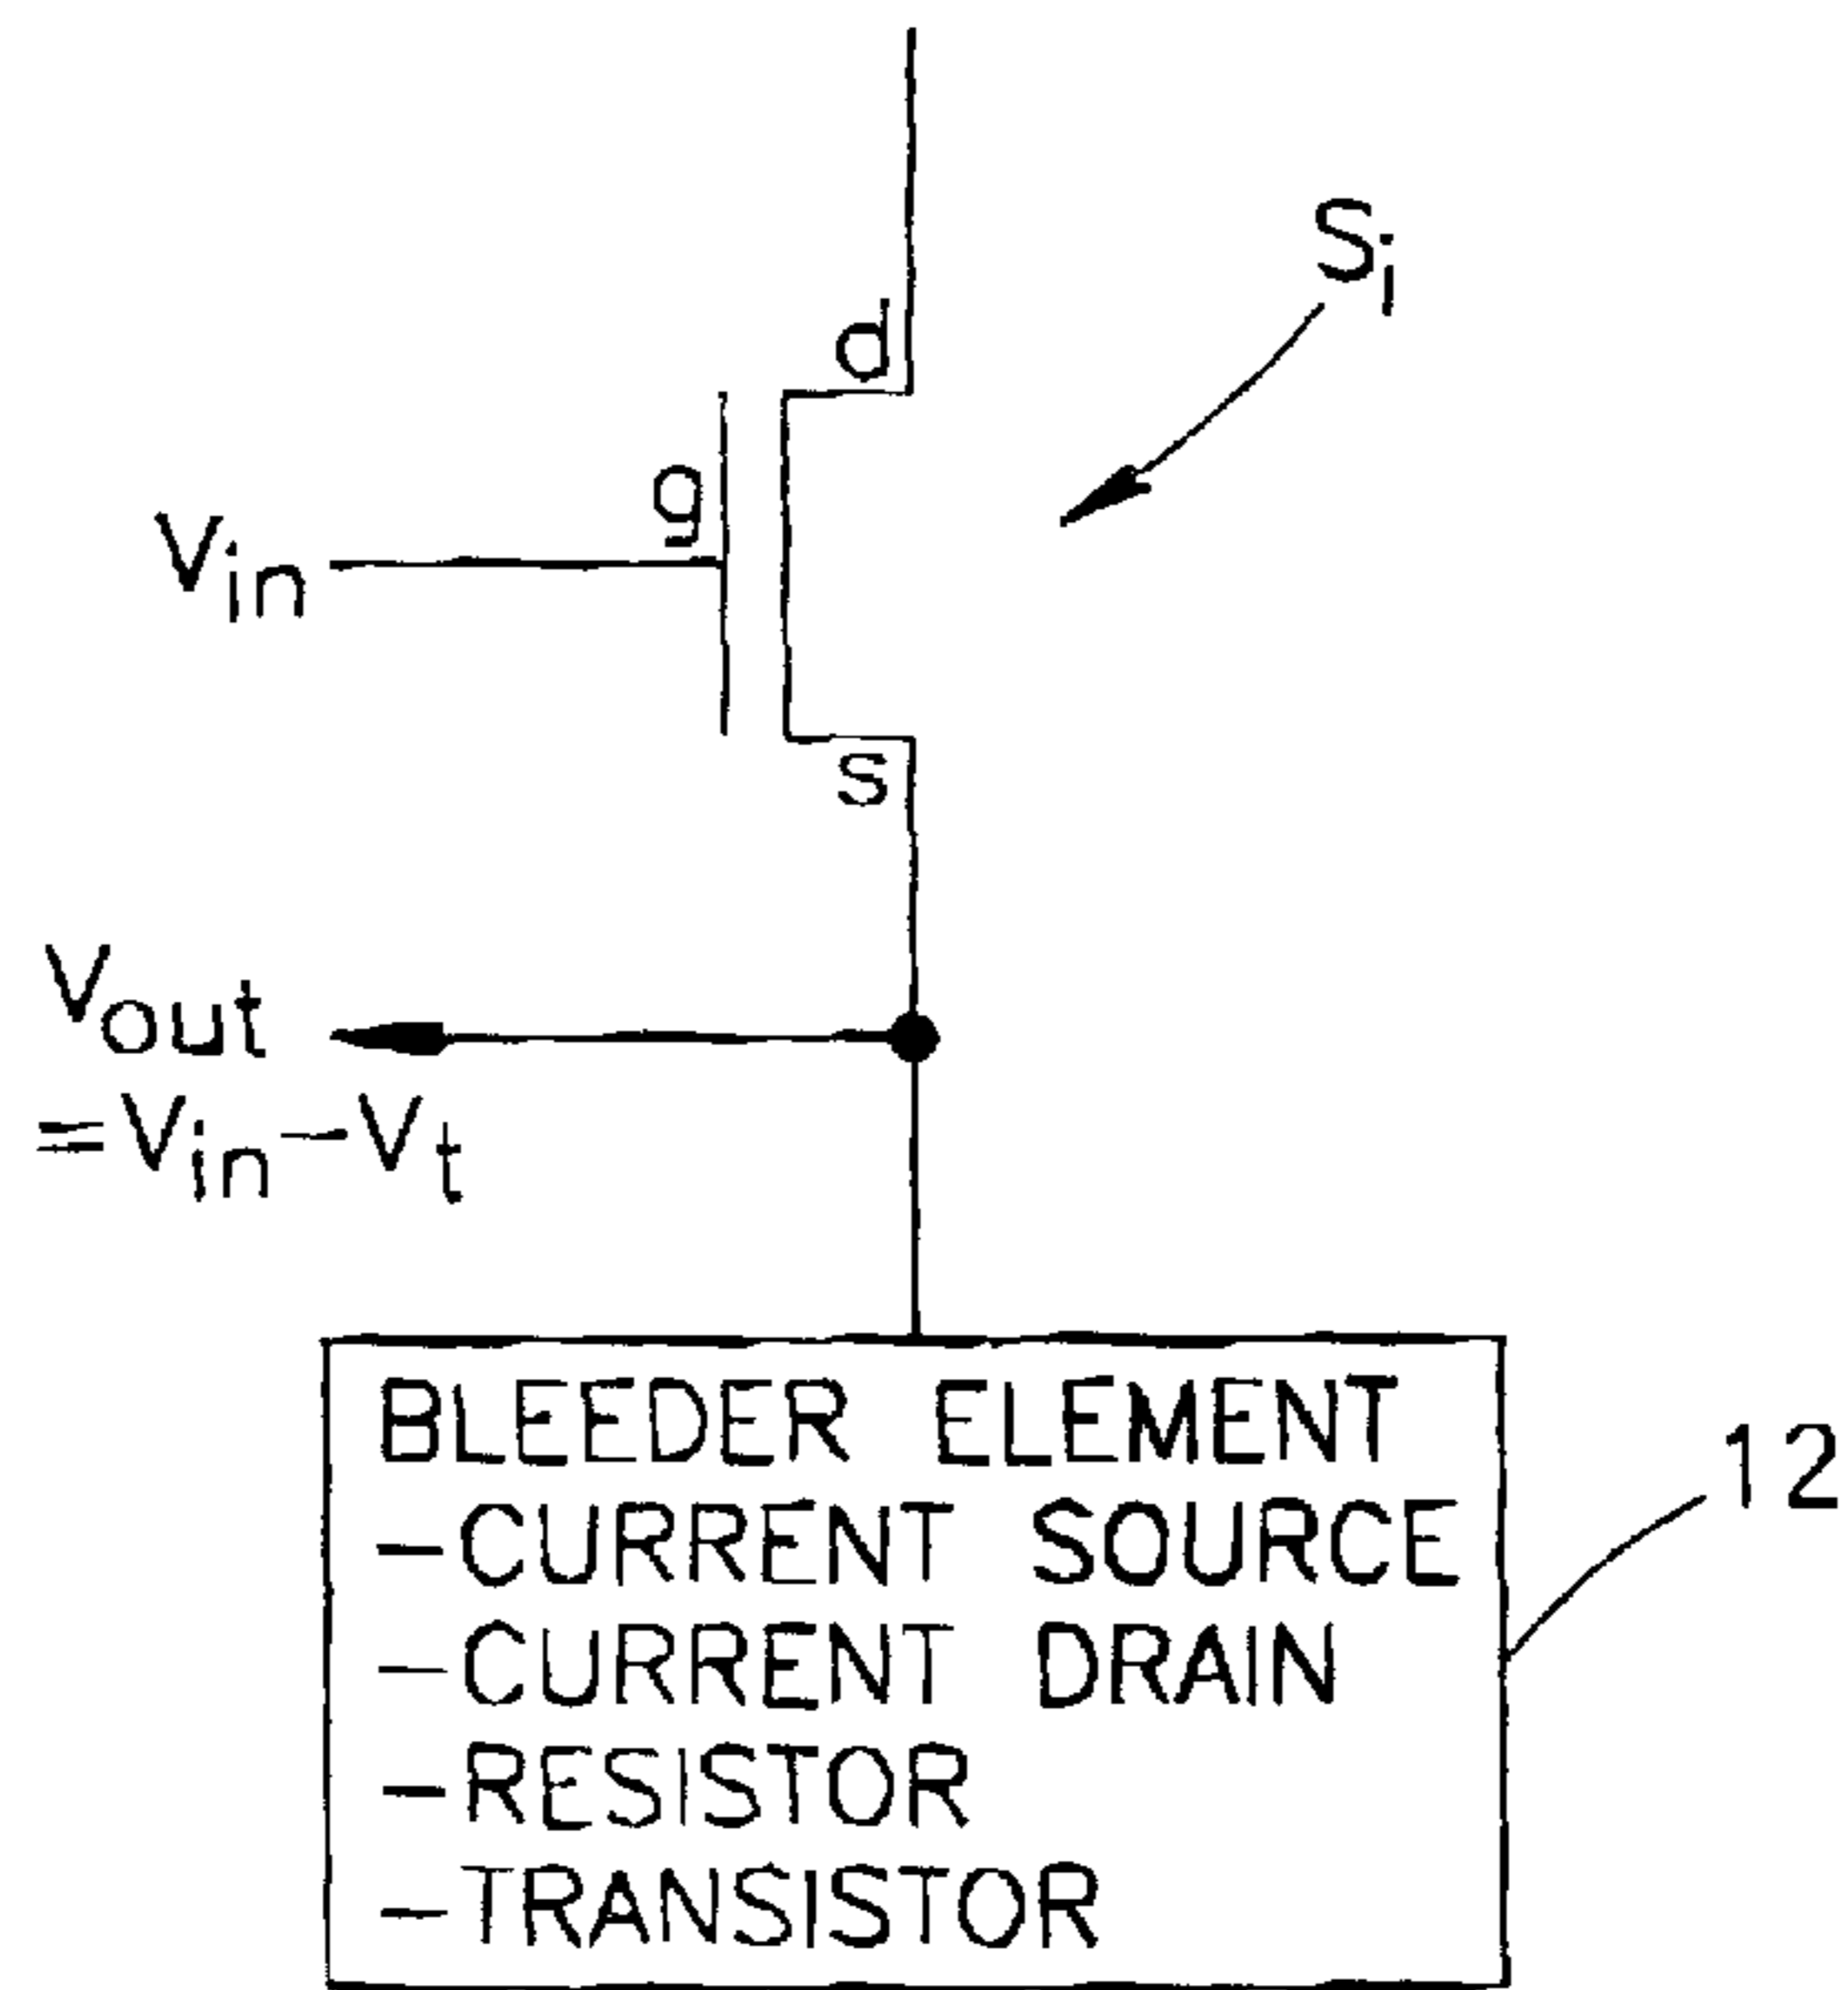 Si
d
g
Vin
s
Vout
=Vin-Vt
BLEEDER ELEMENT
-CURRENT SOURCE
-CURRENT DRAIN
-RESISTOR
-TRANSISTOR
12